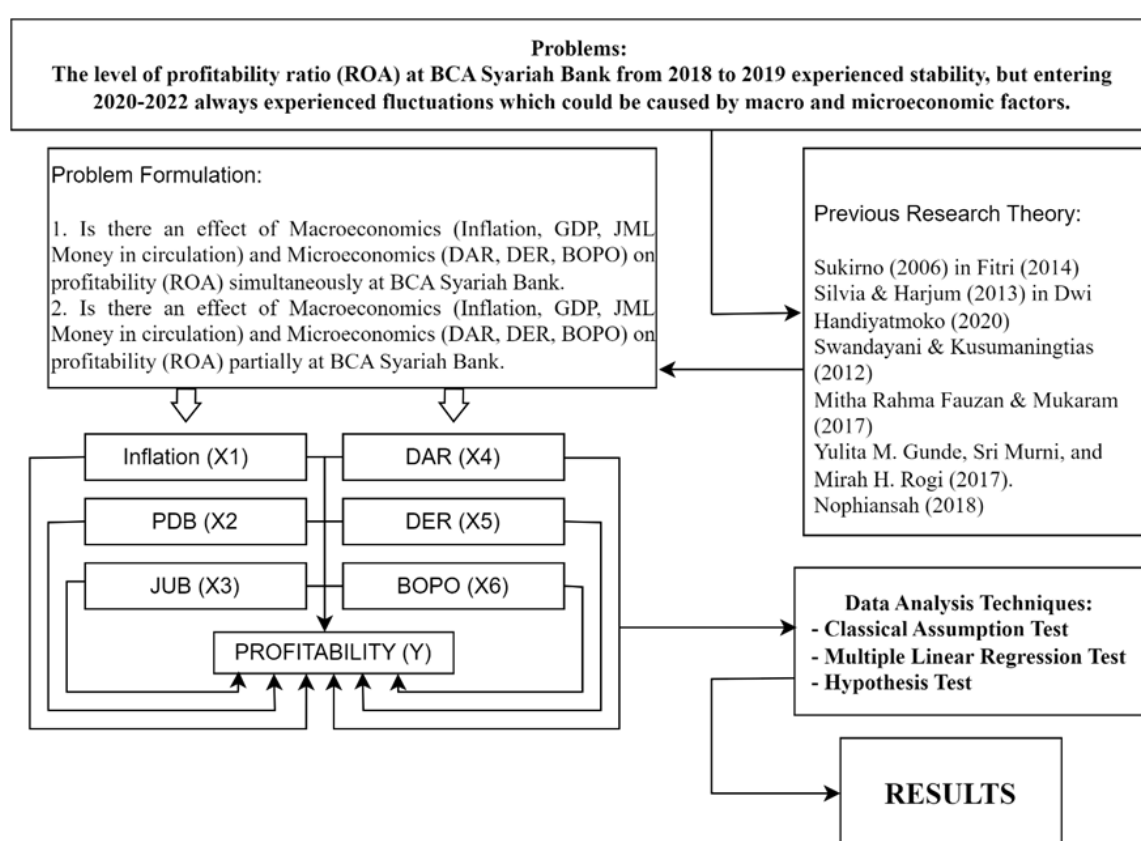 Problems:
The level of profitability ratio (ROA) at BCA Syariah Bank from 2018 to 2019 experienced stability, but entering
2020-2022 always experienced fluctuations which could be caused by macro and microeconomic factors.
Problem Formulation:
1. Is there an effect of Macroeconomics (Inflation, GDP, JML
Money in circulation) and Microeconomics (DAR, DER, BOPO) on
profitability (ROA) simultaneously at BCA Syariah Bank.
2. Is there an effect of Macroeconomics (Inflation, GDP, JML
Money in circulation) and Microeconomics (DAR, DER, BOPO) on
profitability (ROA) partially at BCA Syariah Bank.
Previous Research Theory:
Sukirno (2006) in Fitri (2014)
Silvia & Harjum (2013) in Dwi
Handiyatmoko (2020)
Swandayani & Kusumaningtias
(2012)
Mitha Rahma Fauzan & Mukaram
(2017)
Yulita M. Gunde, Sri Murni, and
Mirah H. Rogi (2017).
Nophiansah (2018)
Inflation (X1)
DAR (X4)
PDB (X2
DER (X5)
JUB (X3)
BOPO (X6)
PROFITABILITY (Y)
Data Analysis Techniques:
- Classical Assumption Test
- Multiple Linear Regression Test
- Hypothesis Test
RESULTS